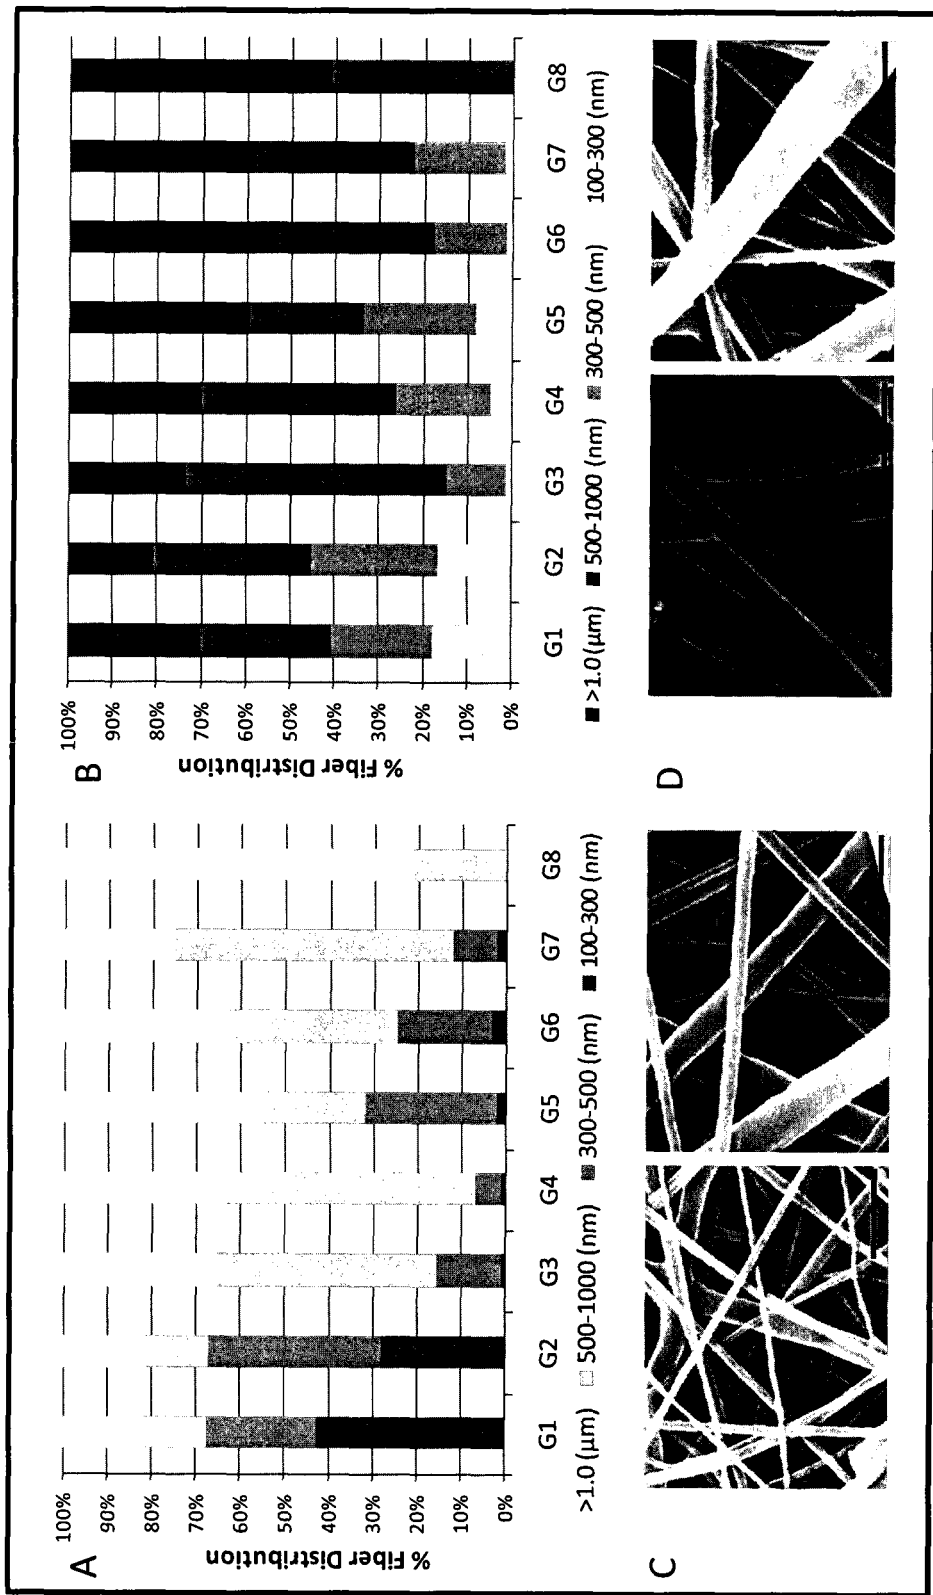 A
% Fiber Distribution
100%
90%
80%
70%
60%
50%
40%
30%
20%
10%
0%
G1 G2 G3 G4 G5 G6 G7 G8
>1.0 (µm) 500-1000 (nm) 300-500 (nm) 100-300 (nm)
B
% Fiber Distribution
100%
90%
80%
70%
60%
50%
40%
30%
20%
10%
0%
G1 G2 G3 G4 G5 G6 G7 G8
>1.0 (µm) 500-1000 (nm) 300-500 (nm) 100-300 (nm)
C
D